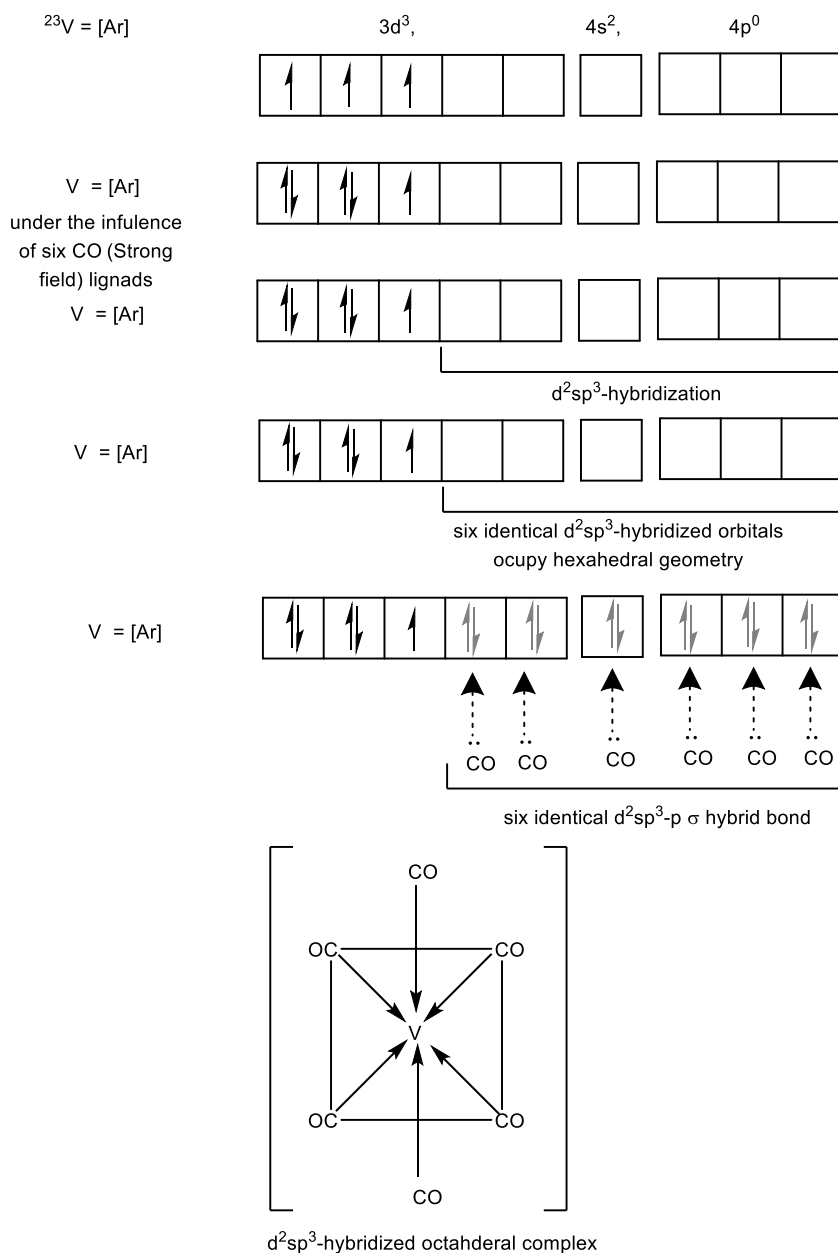 ²³V = [Ar] 3d³, 4s², 4p⁰
V = [Ar]
under the infulence
of six CO (Strong
field) lignads
V = [Ar]
d²sp³-hybridization
V = [Ar]
six identical d²sp³-hybridized orbitals
ocupy hexahedral geometry
V = [Ar]
CO CO CO CO CO CO
six identical d²sp³-p σ hybrid bond
CO
OC CO
V
OC CO
CO
d²sp³-hybridized octahderal complex